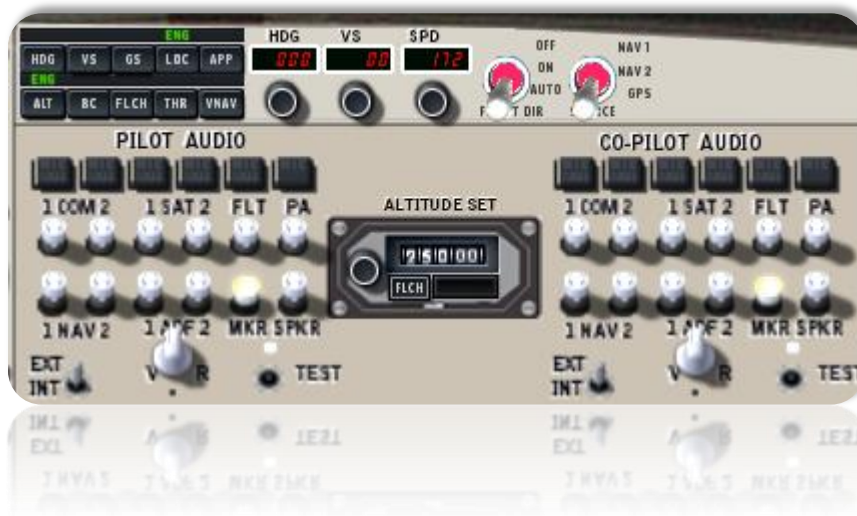 ENG
HDG VS GS LOC APP
ENG
ALT BC FLCH THR VNAV
HDG VS SPD
000 00 172
OFF
ON
AUTO
NAV 1
NAV 2
GPS
PILOT AUDIO
1 COM 2 1 SAT 2 FLT PA
1 NAV 2 1 ADF 2 MKR SPKR
EXT
INT
V R
TEST
ALTITUDE SET
FLCH
CO-PILOT AUDIO
1 COM 2 1 SAT 2 FLT PA
1 NAV 2 1 ADF 2 MKR SPKR
EXT
INT
V R
TEST